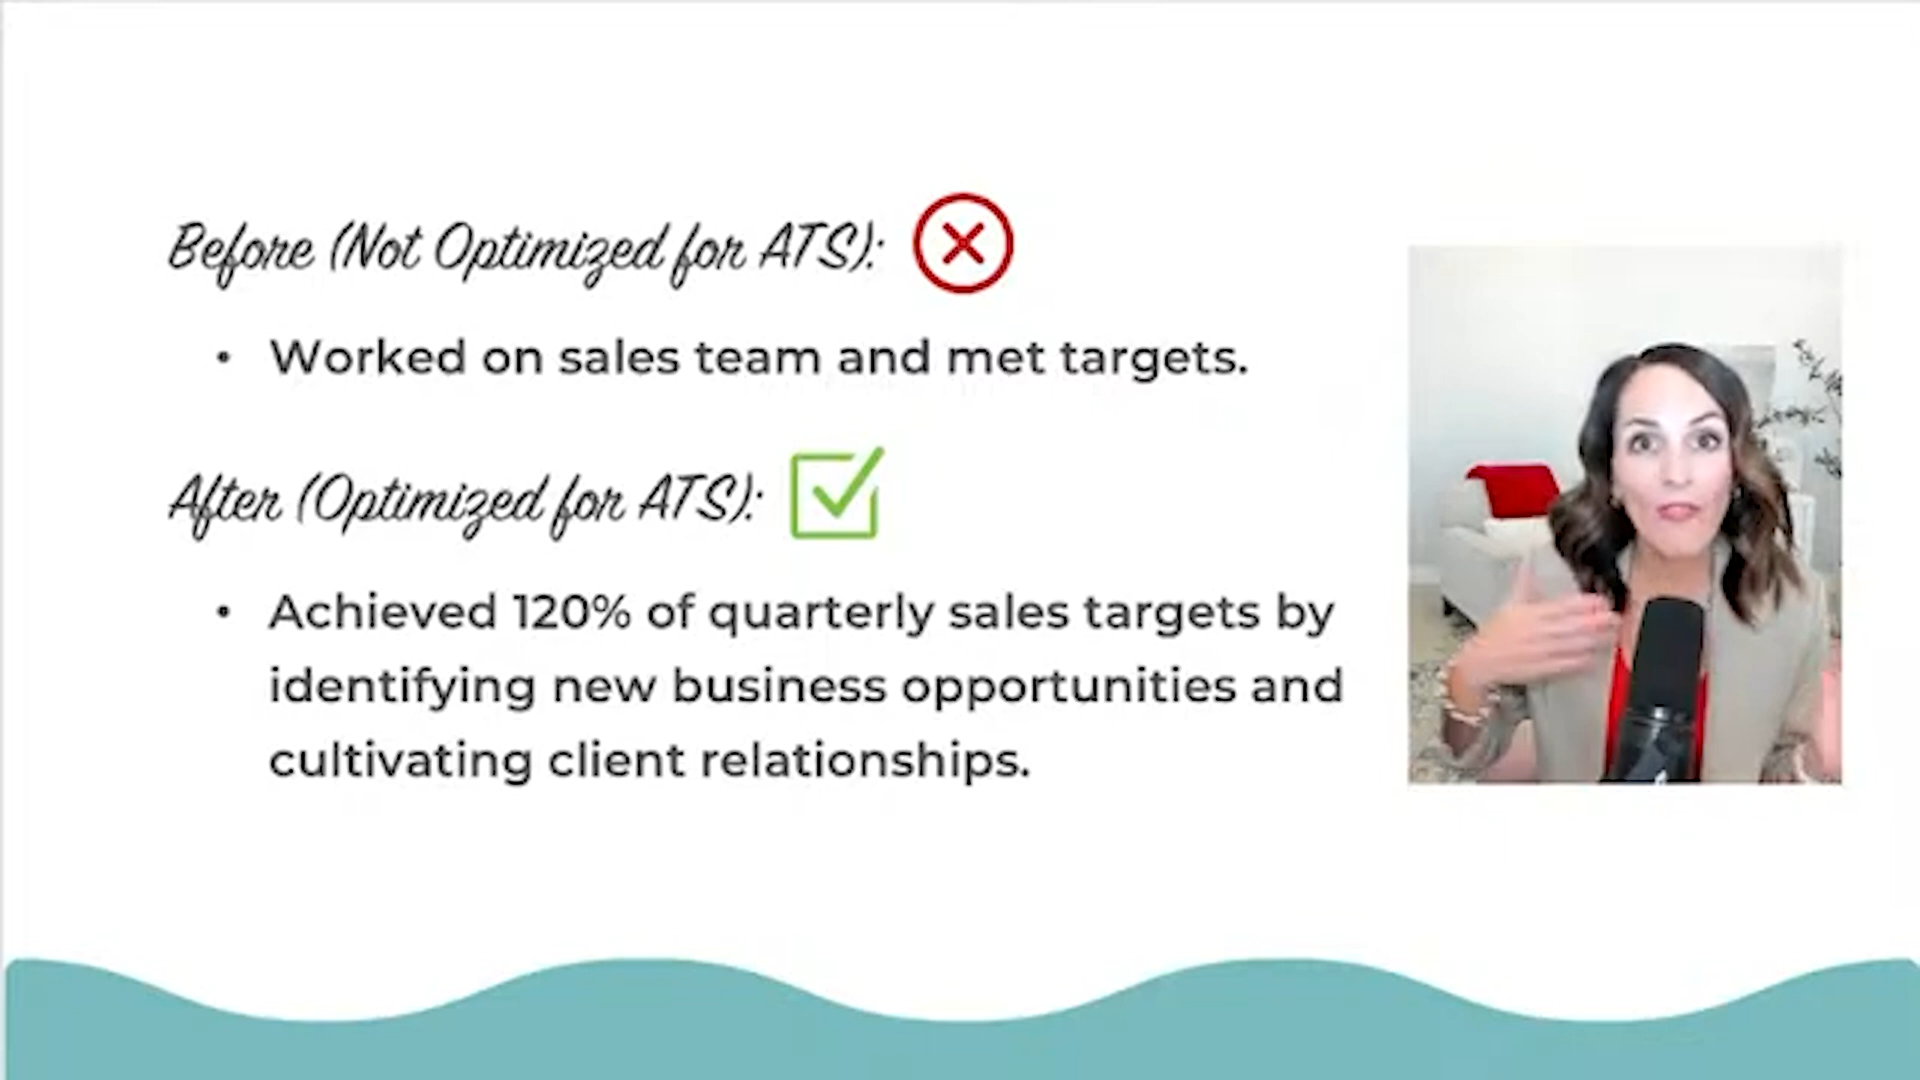 Before (Not Optimized for ATS):
• Worked on sales team and met targets.
After (Optimized for ATS):
• Achieved 120% of quarterly sales targets by
identifying new business opportunities and
cultivating client relationships.